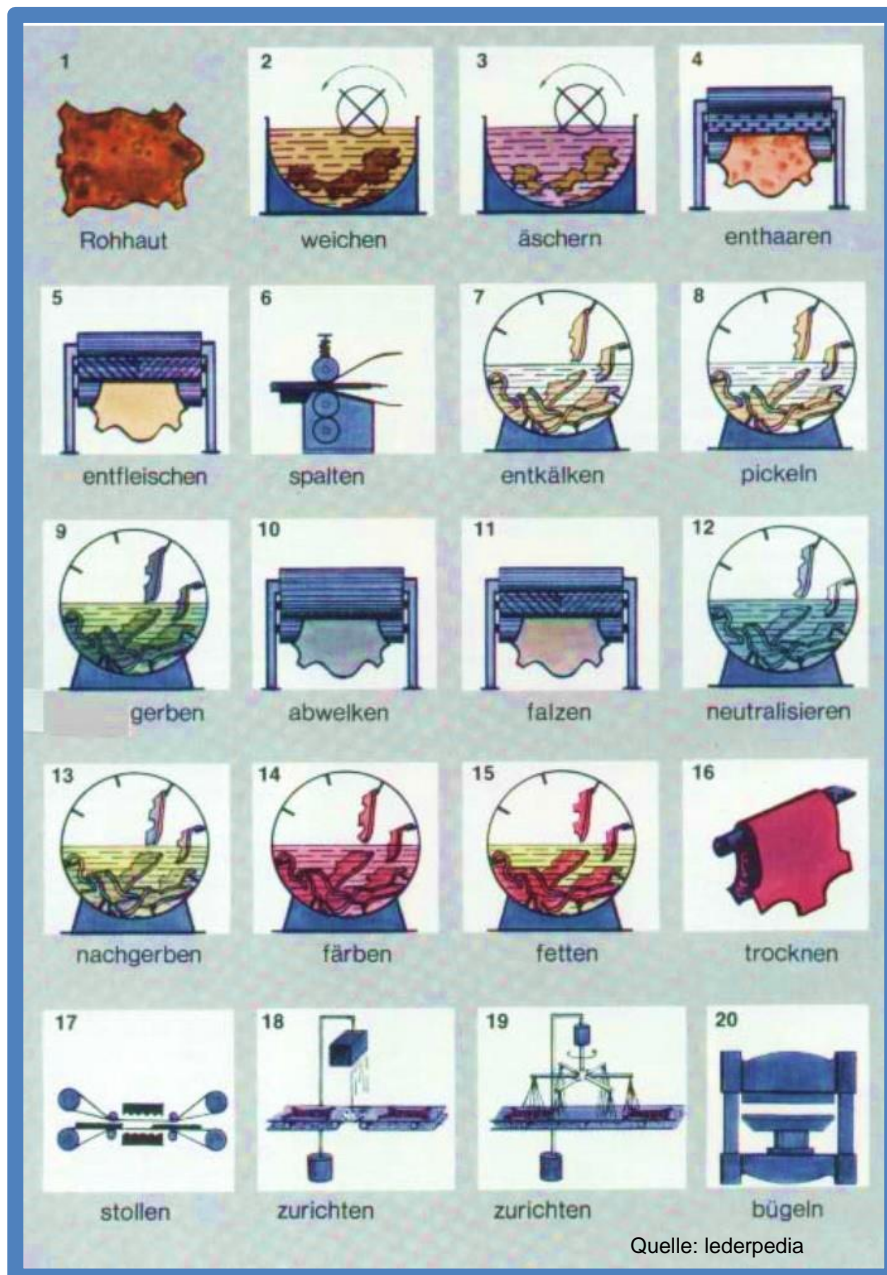 1 2 3 4
Rohhaut weichen äschern enthaaren
5 6 7 8
entfleischen spalten entkälken pickeln
9 10 11 12
gerben abwelken falzen neutralisieren
13 14 15 16
nachgerben färben fetten trocknen
17 18 19 20
stollen zurichten zurichten bügeln
Quelle: lederpedia